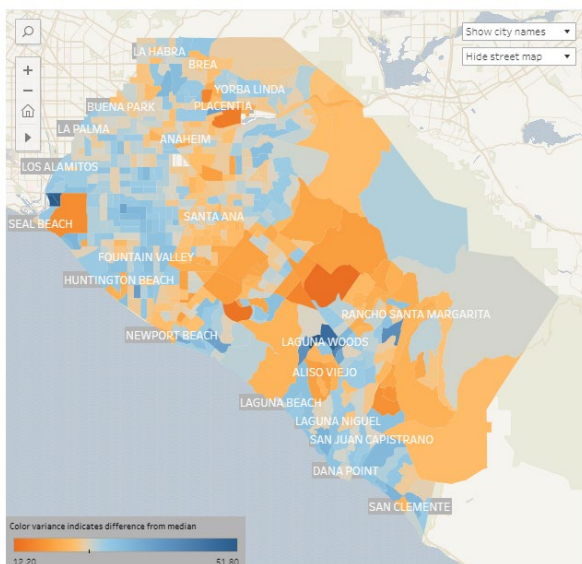 Show city names
Hide street map
LA HABRA
BREA
YORBA LINDA
BUENA PARK
PLACENTIA
LA PALMA
ANAHEIM
LOS ALAMITOS
SANTA ANA
SEAL BEACH
FOUNTAIN VALLEY
HUNTINGTON BEACH
RANCHO SANTA MARGARITA
NEWPORT BEACH
LAGUNA WOODS
ALISO VIEJO
LAGUNA BEACH
LAGUNA NIGUEL
SAN JUAN CAPISTRANO
DANA POINT
SAN CLEMENTE
Color variance indicates difference from median
12.20 51.80